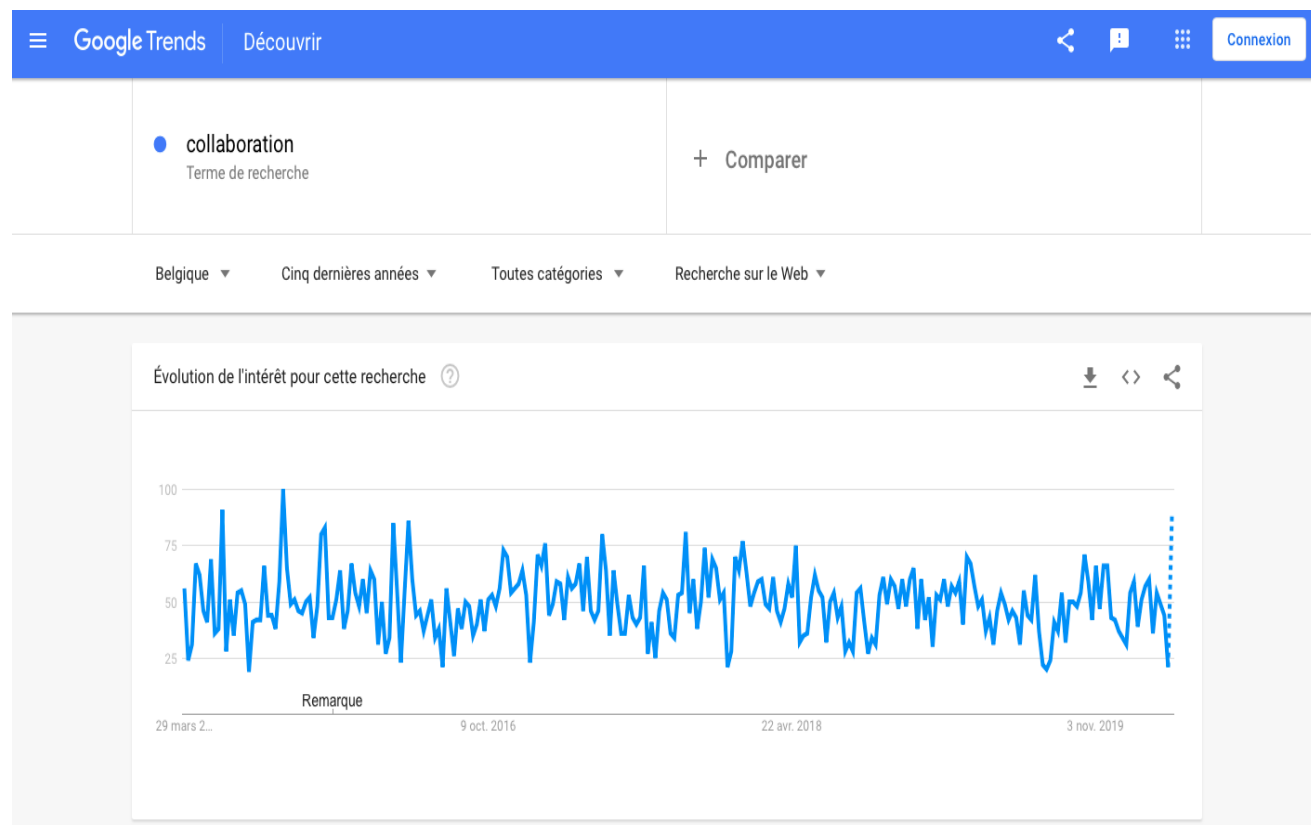 Google Trends Découvrir Connexion
collaboration
Terme de recherche
+ Comparer
Belgique Cinq dernières années Toutes catégories Recherche sur le Web
Évolution de l'intérêt pour cette recherche ?
100
75
50
25
Remarque
29 mars 2... 9 oct. 2016 22 avr. 2018 3 nov. 2019